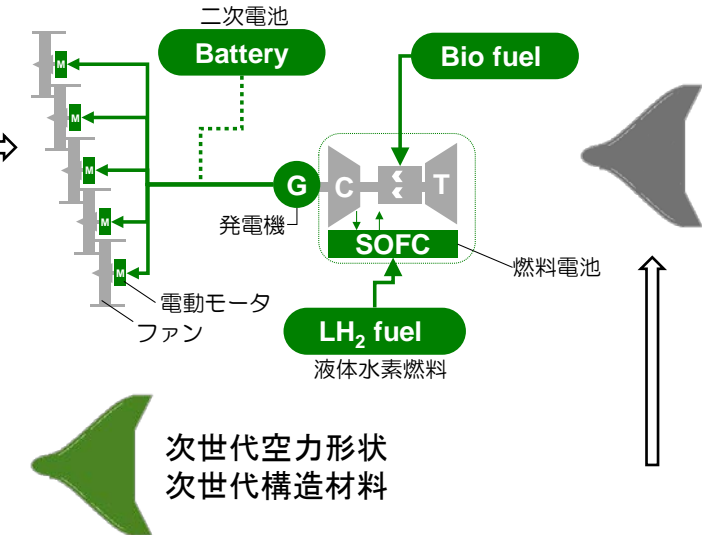 二次電池
Battery
Bio fuel
M
M
M
M
M
G
C
T
発電機
SOFC
燃料電池
電動モータ
ファン
LH₂ fuel
液体水素燃料
次世代空力形状
次世代構造材料